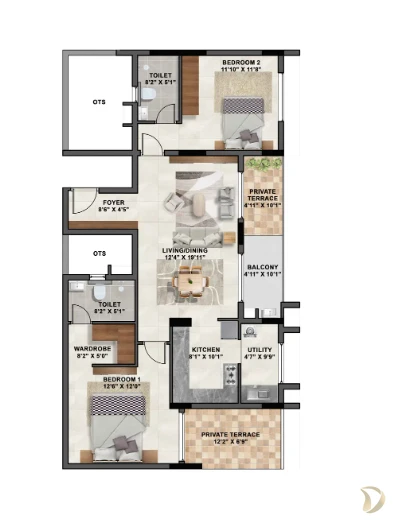 BEDROOM 2
11'10" X 11'8"
TOILET
8'2" X 5'1"
OTS
PRIVATE
TERRACE
4'11" X 10'1"
FOYER
8'6" X 4'5"
LIVING/DINING
12'4" X 19'11"
OTS
BALCONY
4'11" X 10'1"
TOILET
8'2" X 5'1"
WARDROBE
8'2" X 5'0"
KITCHEN
8'1" X 10'1"
UTILITY
4'7" X 9'9"
BEDROOM 1
12'6" X 12'0"
PRIVATE TERRACE
12'2" X 6'9"